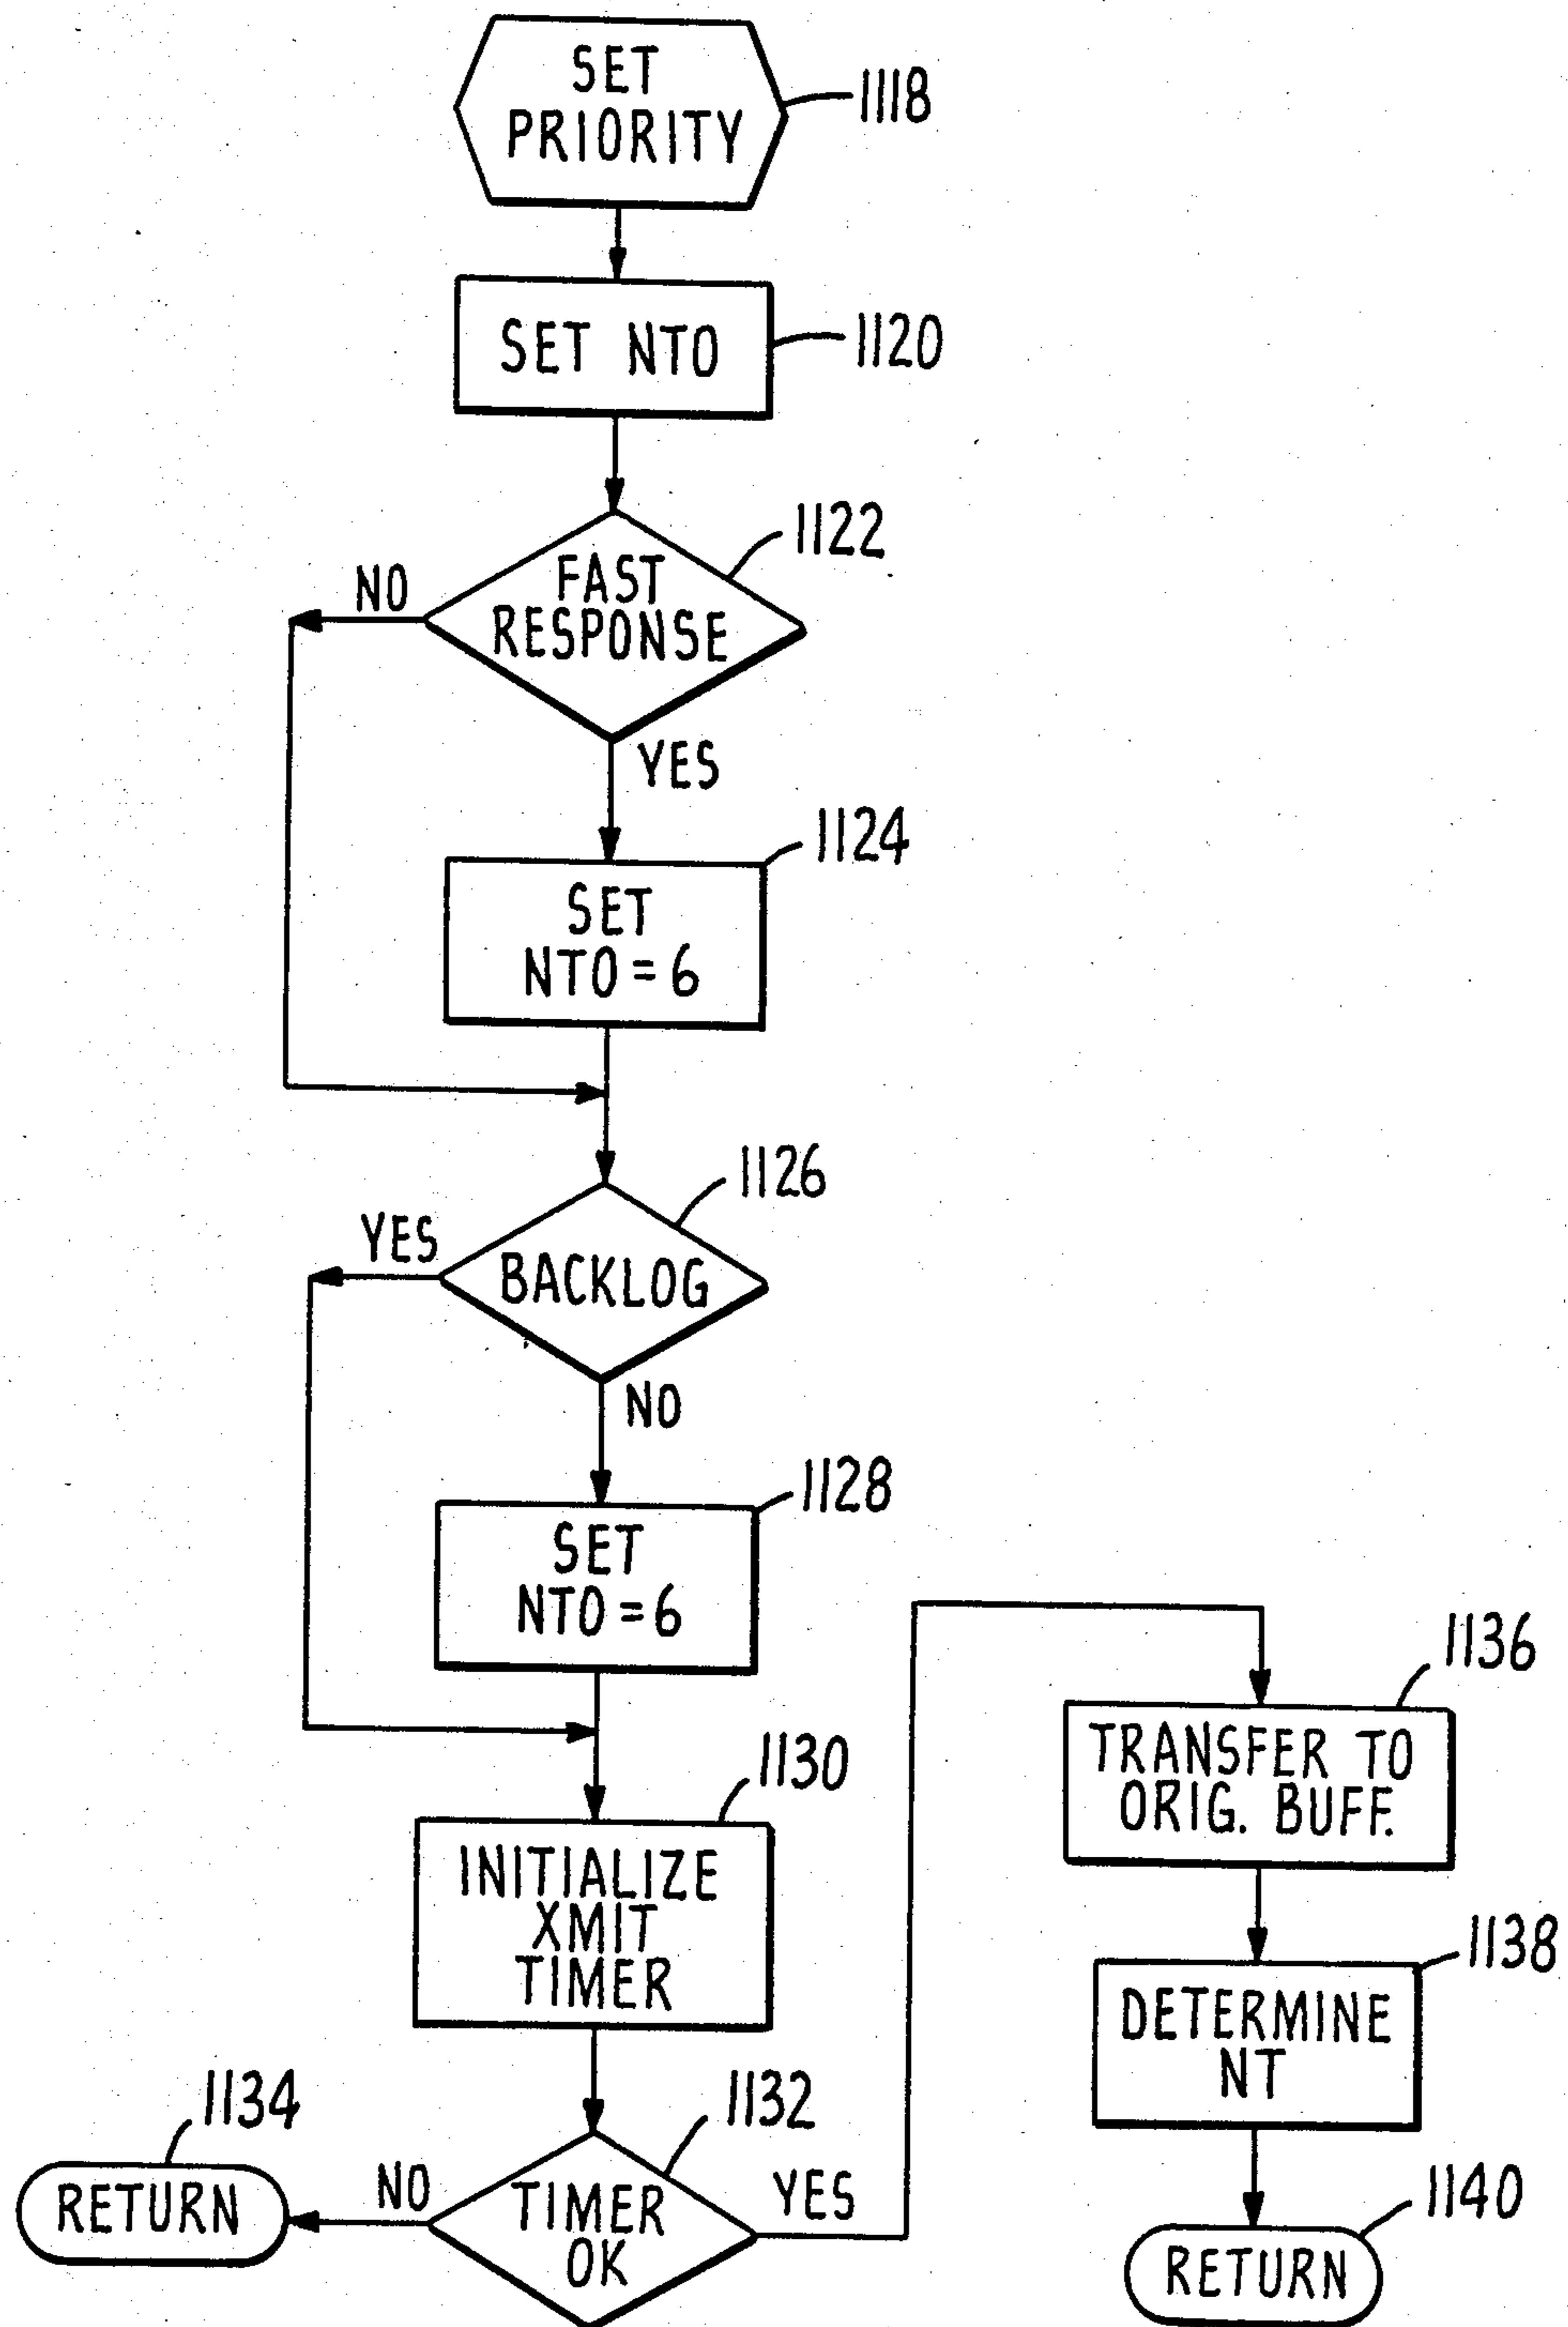 SET
PRIORITY
1118
SET NTO
1120
1122
FAST
RESPONSE
NO
YES
1124
SET
NTO = 6
1126
YES
BACKLOG
NO
1128
SET
NTO = 6
1130
INITIALIZE
XMIT
TIMER
1132
TIMER
OK
NO
1134
RETURN
YES
1136
TRANSFER TO
ORIG. BUFF.
1138
DETERMINE
NT
1140
RETURN